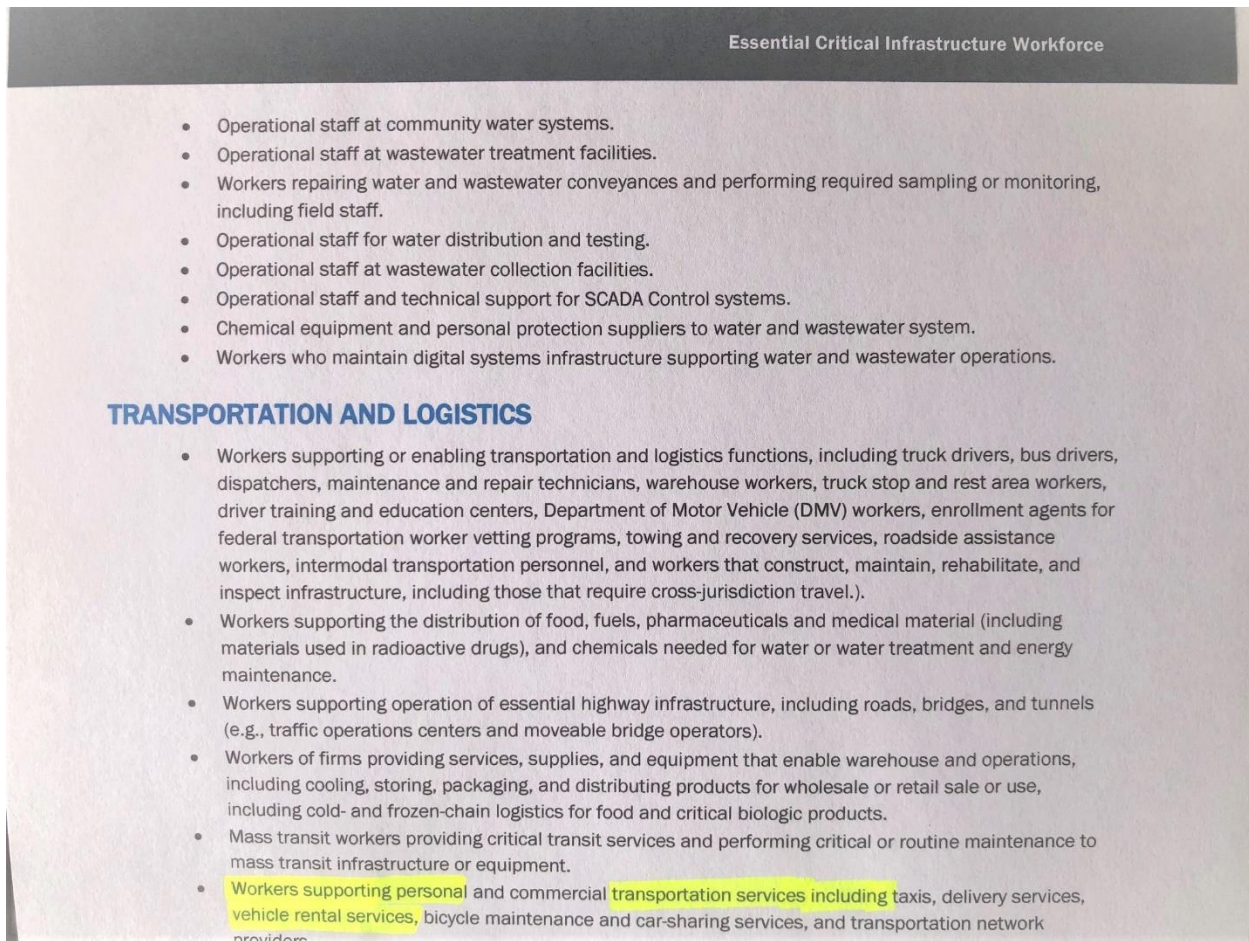 Essential Critical Infrastructure Workforce
• Operational staff at community water systems.
• Operational staff at wastewater treatment facilities.
• Workers repairing water and wastewater conveyances and performing required sampling or monitoring,
including field staff.
• Operational staff for water distribution and testing.
• Operational staff at wastewater collection facilities.
• Operational staff and technical support for SCADA Control systems.
• Chemical equipment and personal protection suppliers to water and wastewater system.
• Workers who maintain digital systems infrastructure supporting water and wastewater operations.
TRANSPORTATION AND LOGISTICS
• Workers supporting or enabling transportation and logistics functions, including truck drivers, bus drivers,
dispatchers, maintenance and repair technicians, warehouse workers, truck stop and rest area workers,
driver training and education centers, Department of Motor Vehicle (DMV) workers, enrollment agents for
federal transportation worker vetting programs, towing and recovery services, roadside assistance
workers, intermodal transportation personnel, and workers that construct, maintain, rehabilitate, and
inspect infrastructure, including those that require cross-jurisdiction travel.).
• Workers supporting the distribution of food, fuels, pharmaceuticals and medical material (including
materials used in radioactive drugs), and chemicals needed for water or water treatment and energy
maintenance.
• Workers supporting operation of essential highway infrastructure, including roads, bridges, and tunnels
(e.g., traffic operations centers and moveable bridge operators).
• Workers of firms providing services, supplies, and equipment that enable warehouse and operations,
including cooling, storing, packaging, and distributing products for wholesale or retail sale or use,
including cold- and frozen-chain logistics for food and critical biologic products.
• Mass transit workers providing critical transit services and performing critical or routine maintenance to
mass transit infrastructure or equipment.
• Workers supporting personal and commercial transportation services including taxis, delivery services,
vehicle rental services, bicycle maintenance and car-sharing services, and transportation network
providers